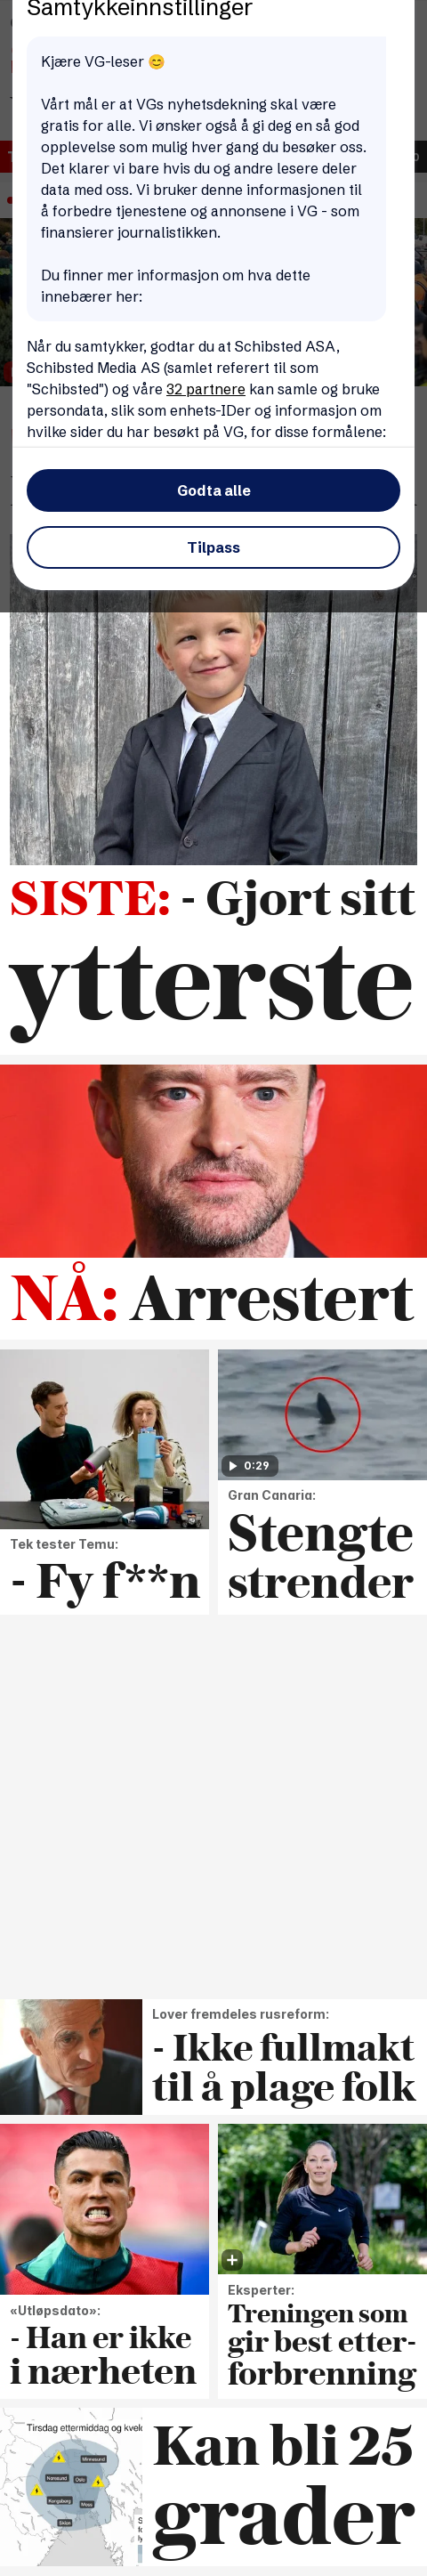 Samtykkeinnstillinger
Kjære VG-leser 😊
Vårt mål er at VGs nyhetsdekning skal være
gratis for alle. Vi ønsker også å gi deg en så god
opplevelse som mulig hver gang du besøker oss.
Det klarer vi bare hvis du og andre lesere deler
data med oss. Vi bruker denne informasjonen til
å forbedre tjenestene og annonsene i VG - som
finansierer journalistikken.
Du finner mer informasjon om hva dette
innebærer her:
Når du samtykker, godtar du at Schibsted ASA,
Schibsted Media AS (samlet referert til som
"Schibsted") og våre 32 partnere kan samle og bruke
persondata, slik som enhets-IDer og informasjon om
hvilke sider du har besøkt på VG, for disse formålene:
Godta alle
Tilpass
SISTE: - Gjort sitt
ytterste
NÅ: Arrestert
Tek tester Temu:
- Fy f**n
0:29
Gran Canaria:
Stengte
strender
Lover fremdeles rusreform:
- Ikke fullmakt
til å plage folk
«Utløpsdato»:
- Han er ikke
i nærheten
Eksperter:
Treningen som
gir best etter-
forbrenning
Tirsdag ettermiddag og kveld
Kan bli 25
grader